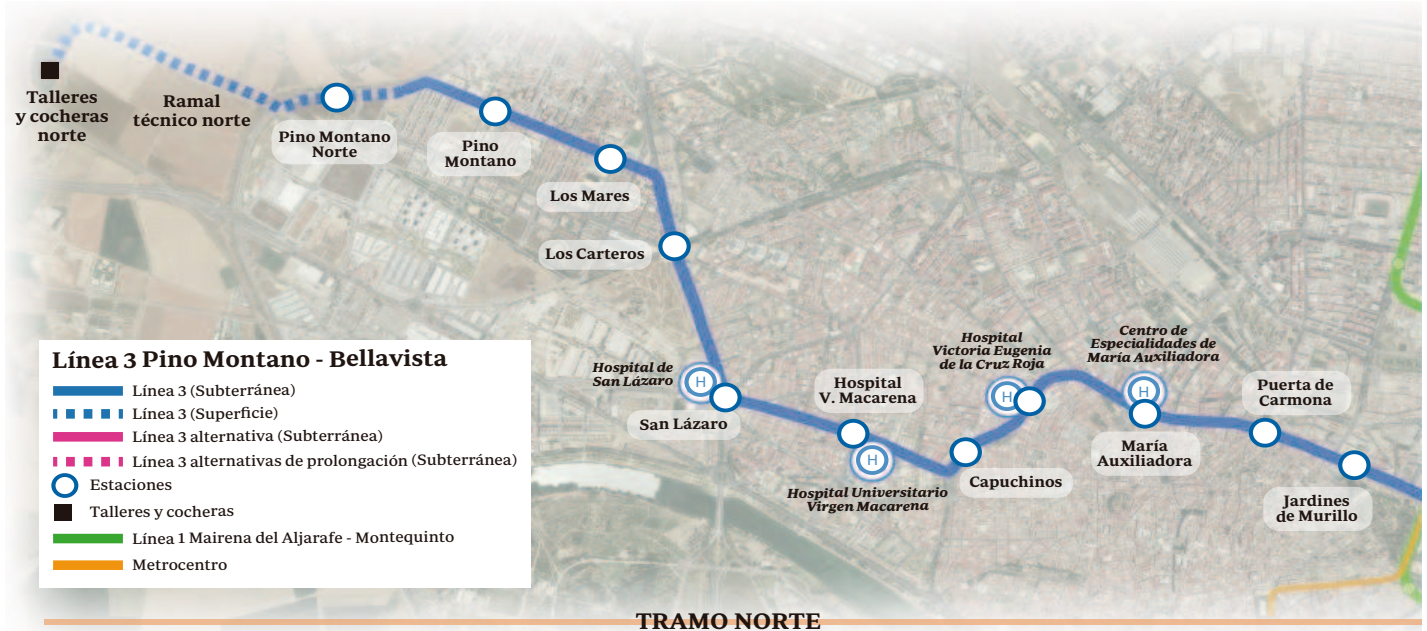 Talleres
y cocheras
norte
Ramal
técnico norte
Pino Montano
Norte
Pino
Montano
Los Mares
Los Carteros
Hospital de
San Lázaro
H
San Lázaro
Hospital
V. Macarena
H
Hospital Universitario
Virgen Macarena
Capuchinos
Hospital
Victoria Eugenia
de la Cruz Roja
H
Centro de
Especialidades de
María Auxiliadora
H
María
Auxiliadora
Puerta de
Carmona
Jardines
de Murillo
Línea 3 Pino Montano - Bellavista
Línea 3 (Subterránea)
Línea 3 (Superficie)
Línea 3 alternativa (Subterránea)
Línea 3 alternativas de prolongación (Subterránea)
Estaciones
Talleres y cocheras
Línea 1 Mairena del Aljarafe - Montequinto
Metrocentro
TRAMO NORTE